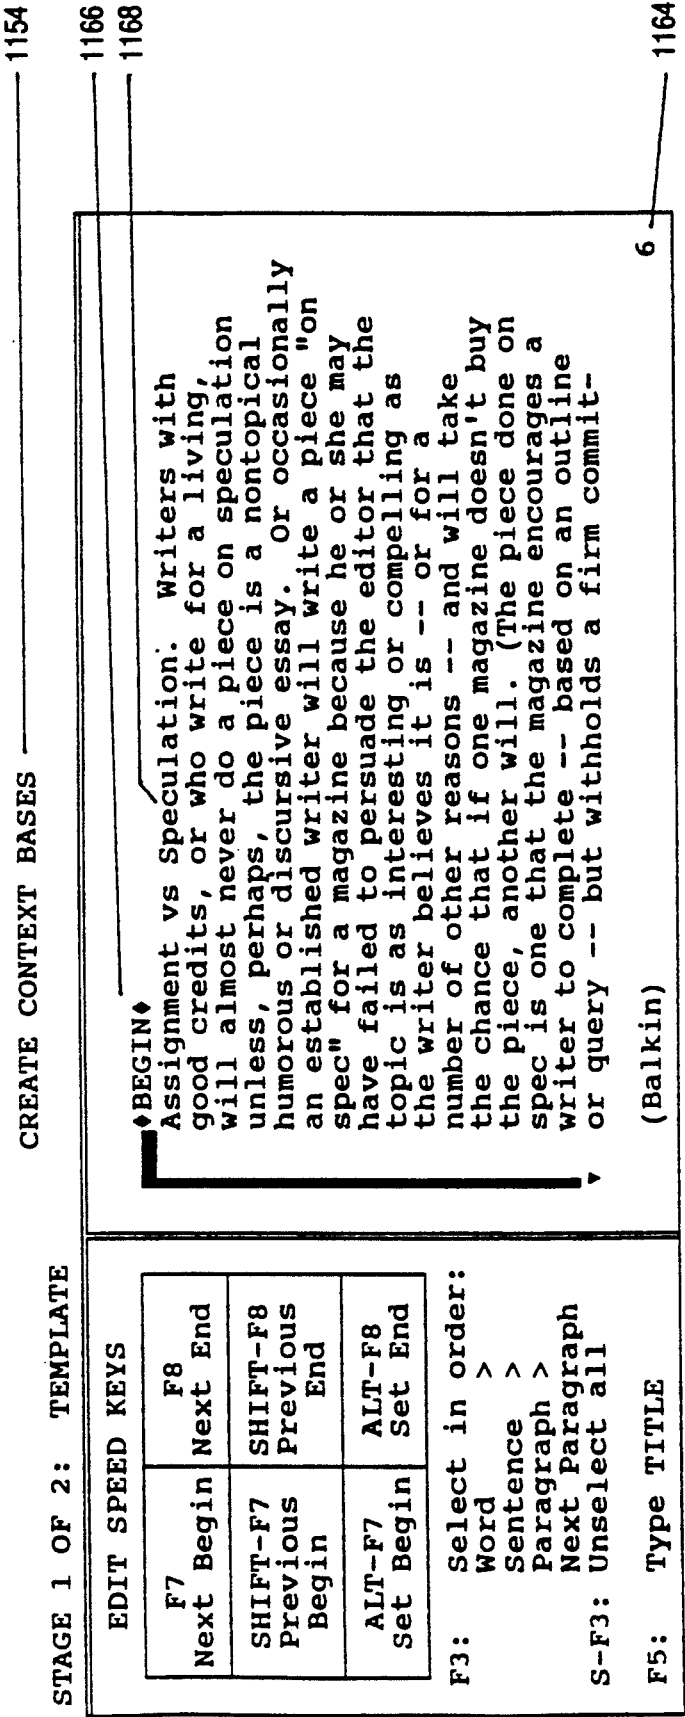 CREATE CONTEXT BASES
1154
STAGE 1 OF 2: TEMPLATE
EDIT SPEED KEYS
F7
Next Begin
F8
Next End
SHIFT-F7
Previous
Begin
SHIFT-F8
Previous
End
ALT-F7
Set Begin
ALT-F8
Set End
F3: Select in order:
Word >
Sentence >
Paragraph >
Next Paragraph
S-F3: Unselect all
F5: Type TITLE
1166
1168
♦BEGIN♦
Assignment vs Speculation. Writers with
good credits, or who write for a living,
will almost never do a piece on speculation
unless, perhaps, the piece is a nontopical
humorous or discursive essay. Or occasionally
an established writer will write a piece "on
spec" for a magazine because he or she may
have failed to persuade the editor that the
topic is as interesting or compelling as
the writer believes it is -- or for a
number of other reasons -- and will take
the chance that if one magazine doesn't buy
the piece, another will. (The piece done on
spec is one that the magazine encourages a
writer to complete -- based on an outline
or query -- but withholds a firm commit-
(Balkin)
6
1164